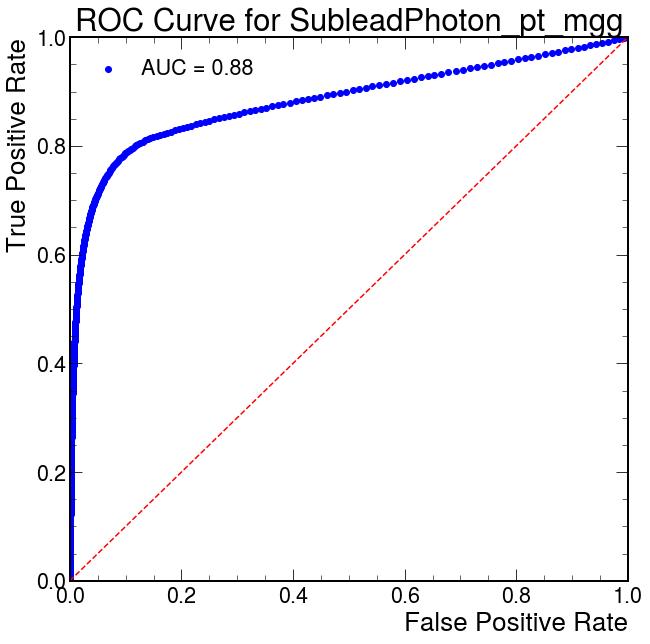 ROC Curve for SubleadPhoton_pt_mgg
AUC = 0.88
True Positive Rate
1.0
0.8
0.6
0.4
0.2
0.0
0.0 0.2 0.4 0.6 0.8 1.0
False Positive Rate